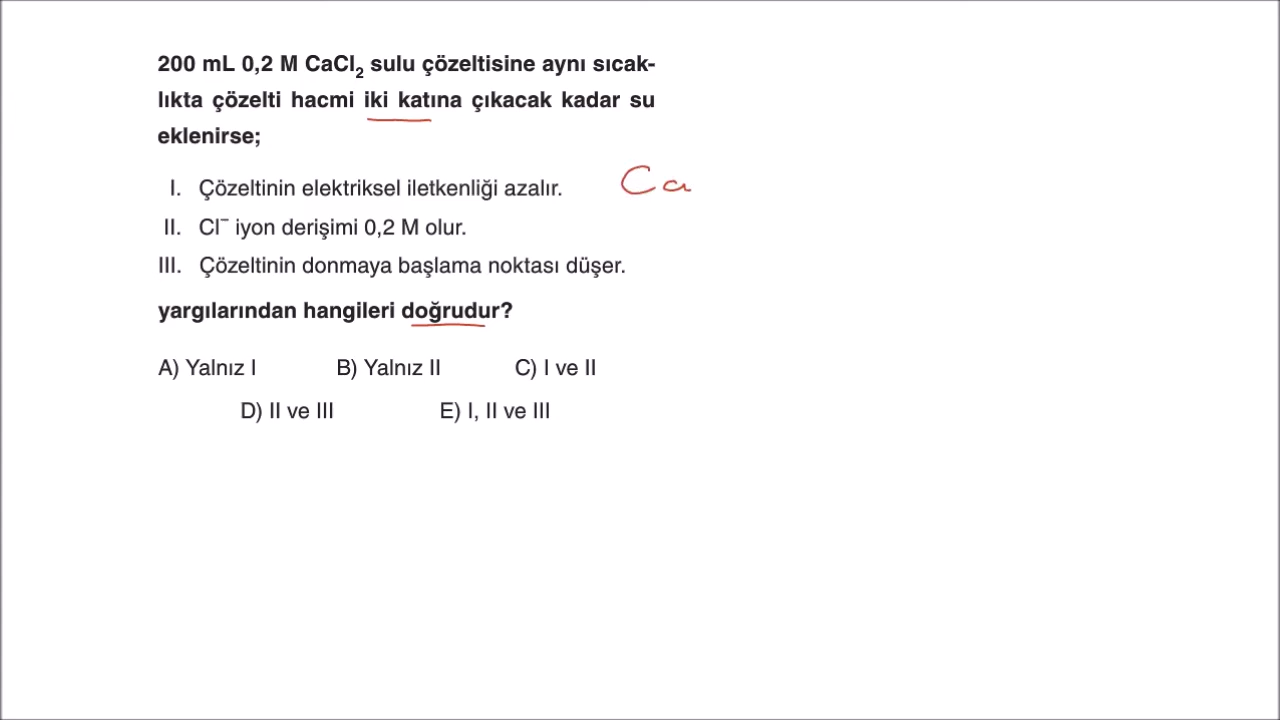 200 mL 0,2 M CaCl₂ sulu çözeltisine aynı sıcak-
lıkta çözelti hacmi iki katına çıkacak kadar su
eklenirse;
I. Çözeltinin elektriksel iletkenliği azalır.
Ca
II. Cl⁻ iyon derişimi 0,2 M olur.
III. Çözeltinin donmaya başlama noktası düşer.
yargılarından hangileri doğrudur?
A) Yalnız I B) Yalnız II C) I ve II
D) II ve III E) I, II ve III